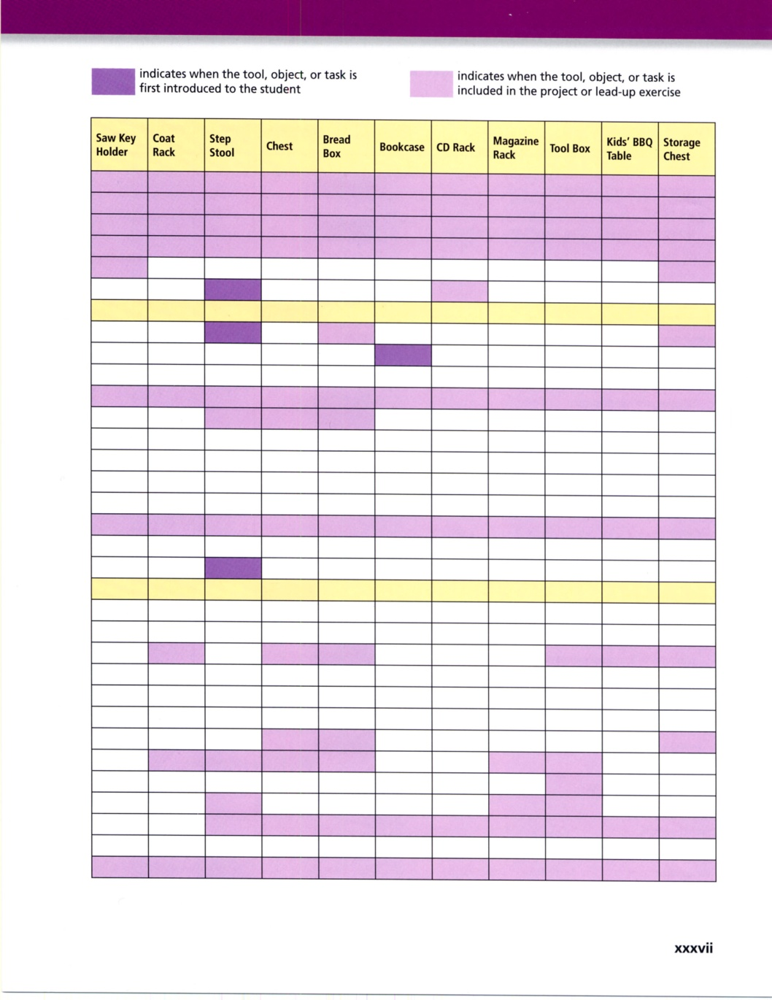 indicates when the tool, object, or task is
first introduced to the student
indicates when the tool, object, or task is
included in the project or lead-up exercise
Saw Key
Holder
Coat
Rack
Step
Stool
Chest
Bread
Box
Bookcase
CD Rack
Magazine
Rack
Tool Box
Kids' BBQ
Table
Storage
Chest
xxxvii